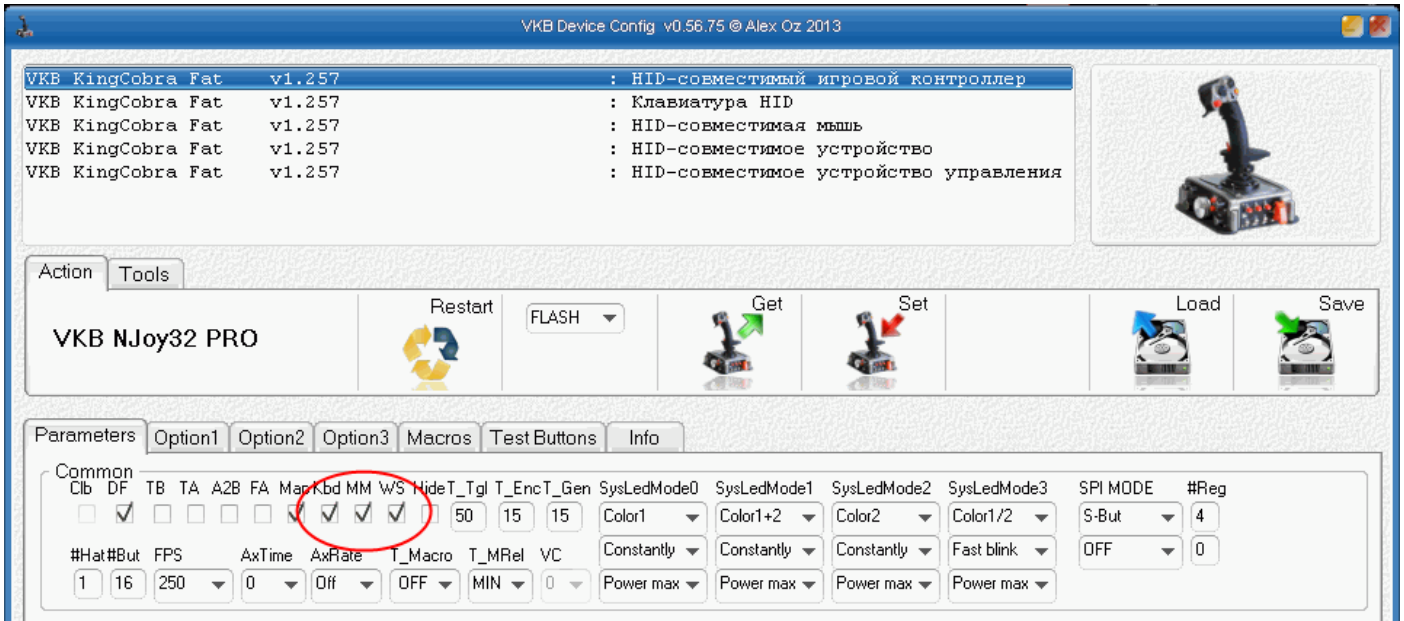 VKB Device Config v0.56.75 © Alex Oz 2013
VKB KingCobra Fat v1.257 : HID-совместимый игровой контроллер
VKB KingCobra Fat v1.257 : Клавиатура HID
VKB KingCobra Fat v1.257 : HID-совместимая мышь
VKB KingCobra Fat v1.257 : HID-совместимое устройство
VKB KingCobra Fat v1.257 : HID-совместимое устройство управления
Action Tools
VKB NJoy32 PRO Restart FLASH Get Set Load Save
Parameters Option1 Option2 Option3 Macros Test Buttons Info
Common
Clb DF TB TA A2B FA Map Kbd MM WS Hide T_Tgl T_Enc T_Gen SysLedMode0 SysLedMode1 SysLedMode2 SysLedMode3 SPI MODE #Reg
50 15 15 Color1 Color1+2 Color2 Color1/2 S-But 4
#Hat #But FPS AxTime AxRate T_Macro T_MRel VC Constantly Constantly Constantly Fast blink OFF 0
1 16 250 0 Off OFF MIN 0 Power max Power max Power max Power max